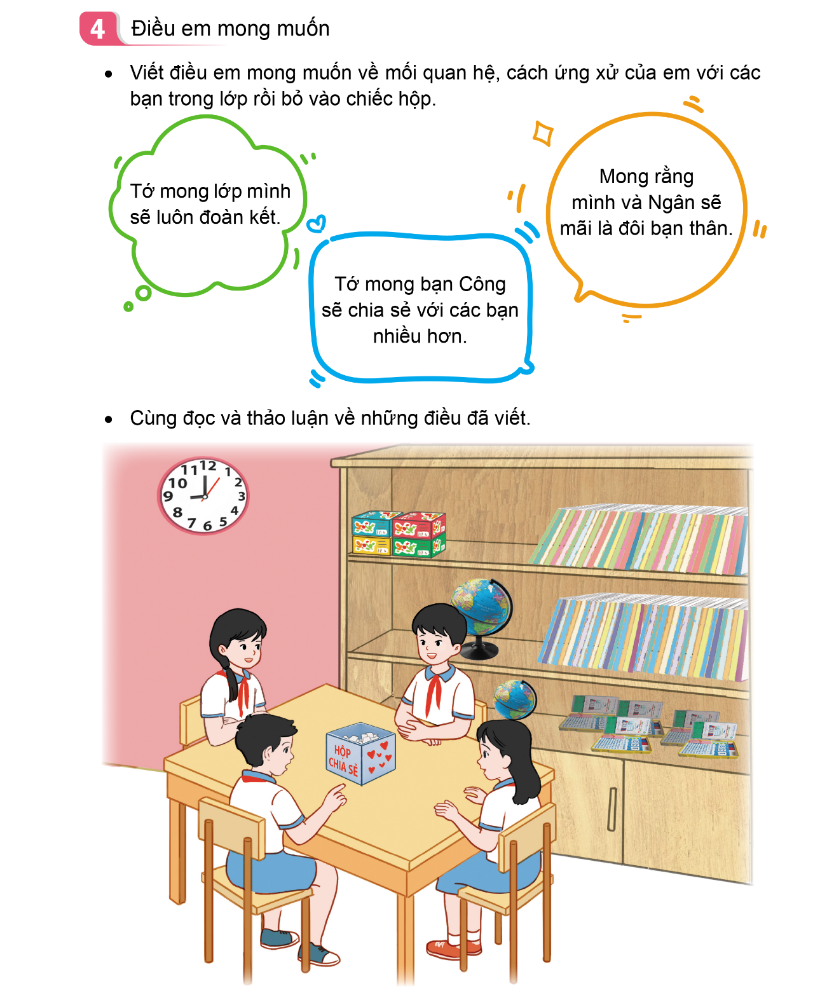 4 Điều em mong muốn
• Viết điều em mong muốn về mối quan hệ, cách ứng xử của em với các
bạn trong lớp rồi bỏ vào chiếc hộp.
Tớ mong lớp mình
sẽ luôn đoàn kết.
Mong rằng
mình và Ngân sẽ
mãi là đôi bạn thân.
Tớ mong bạn Công
sẽ chia sẻ với các bạn
nhiều hơn.
• Cùng đọc và thảo luận về những điều đã viết.
12
1
2
3
4
5
6
7
8
9
10
11
HỘP
CHIA SẺ